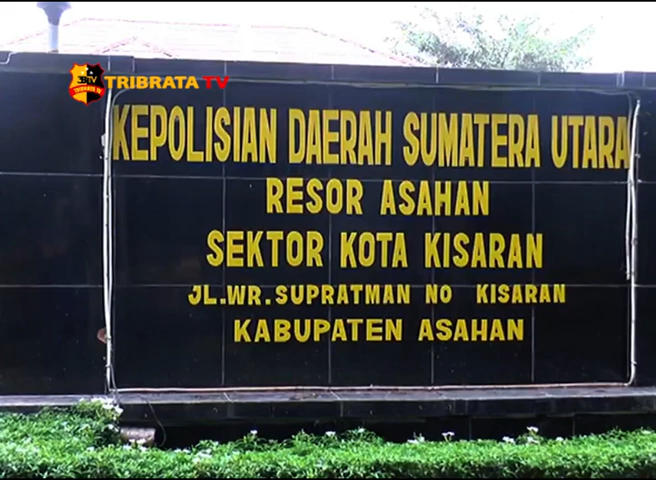 TRIBRATA TV
KEPOLISIAN DAERAH SUMATERA UTARA
RESOR ASAHAN
SEKTOR KOTA KISARAN
JL.WR.SUPRATMAN NO KISARAN
KABUPATEN ASAHAN